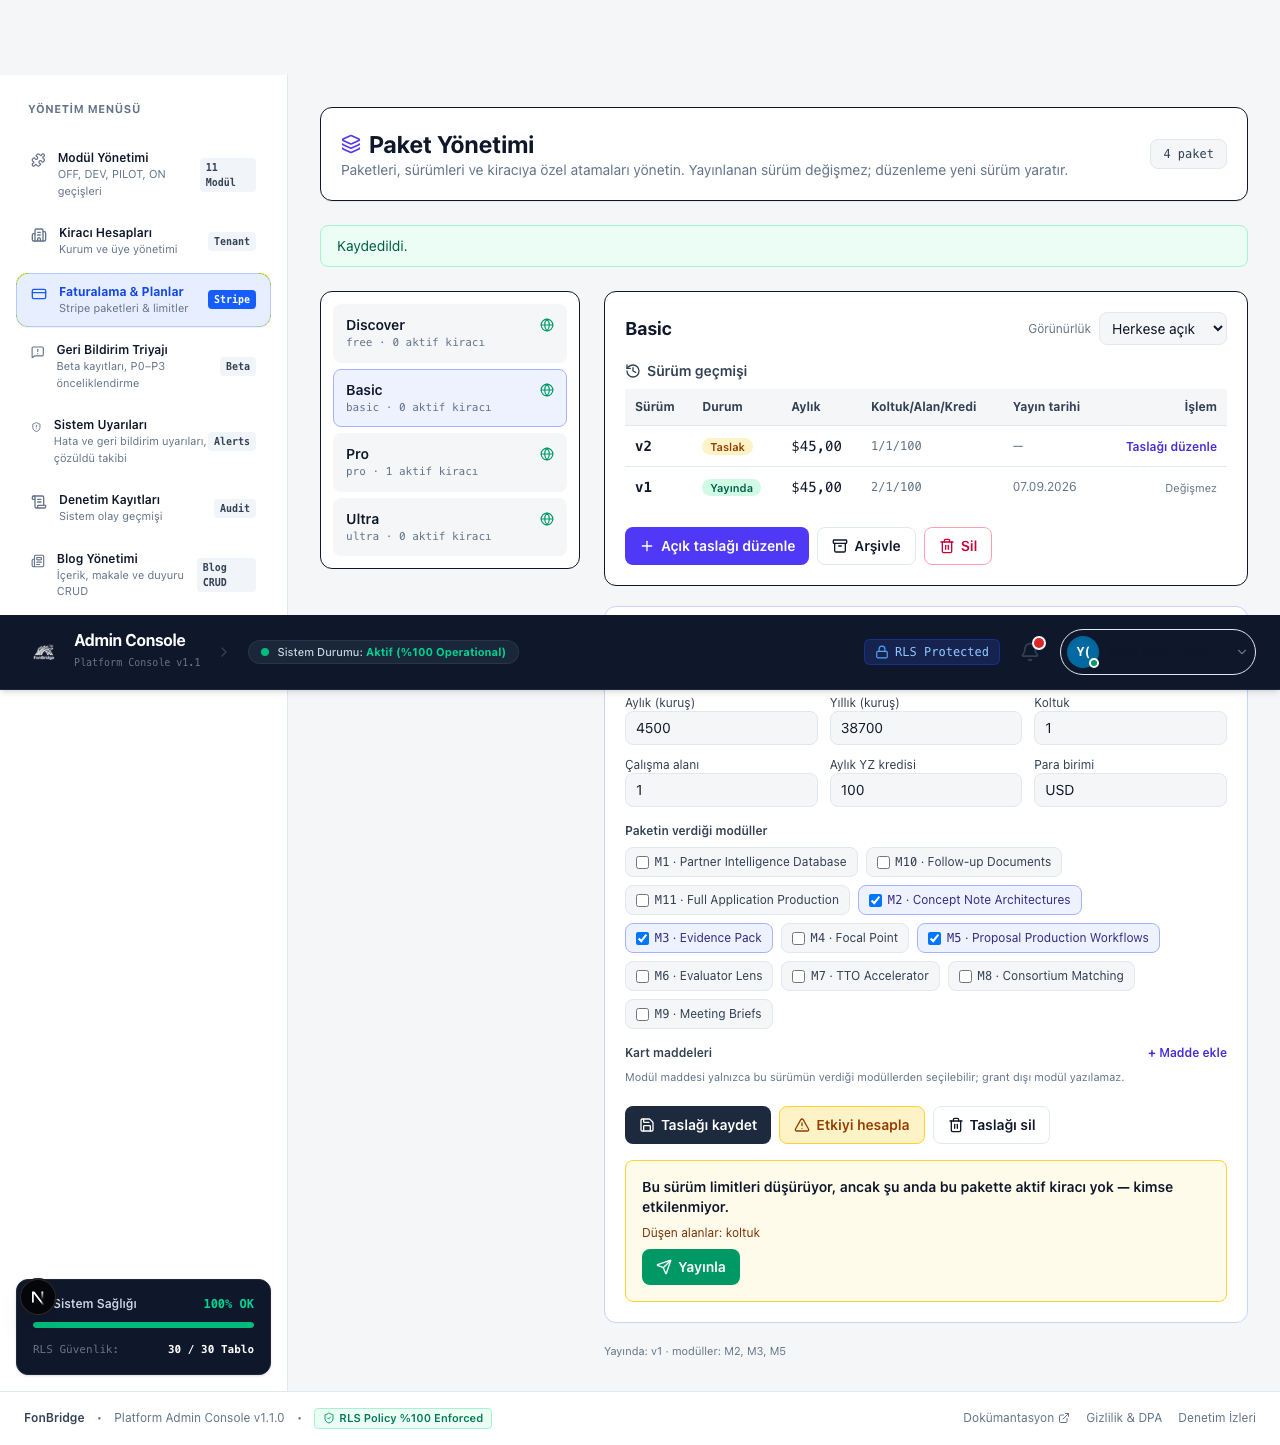 YÖNETİM MENÜSÜ
Modül Yönetimi
OFF, DEV, PILOT, ON
geçişleri
11
Modül
Kiracı Hesapları
Kurum ve üye yönetimi
Tenant
Faturalama & Planlar
Stripe paketleri & limitler
Stripe
Geri Bildirim Triyajı
Beta kayıtları, P0–P3
önceliklendirme
Beta
Sistem Uyarıları
Hata ve geri bildirim uyarıları,
çözüldü takibi
Alerts
Denetim Kayıtları
Sistem olay geçmişi
Audit
Blog Yönetimi
İçerik, makale ve duyuru
CRUD
Blog
CRUD
Paket Yönetimi
Paketleri, sürümleri ve kiracıya özel atamaları yönetin. Yayınlanan sürüm değişmez; düzenleme yeni sürüm yaratır.
4 paket
Kaydedildi.
Discover
free · 0 aktif kiracı
Basic
basic · 0 aktif kiracı
Pro
pro · 1 aktif kiracı
Ultra
ultra · 0 aktif kiracı
Basic
Görünürlük
Herkese açık
Sürüm geçmişi
Sürüm Durum Aylık Koltuk/Alan/Kredi Yayın tarihi İşlem
v2 Taslak $45,00 1/1/100 — Taslağı düzenle
v1 Yayında $45,00 2/1/100 07.09.2026 Değişmez
Açık taslağı düzenle
Arşivle
Sil
FonBridge
Admin Console
Platform Console v1.1
Sistem Durumu: Aktif (%100 Operational)
RLS Protected
Y(
Aylık (kuruş) Yıllık (kuruş) Koltuk
4500 38700 1
Çalışma alanı Aylık YZ kredisi Para birimi
1 100 USD
Paketin verdiği modüller
M1 · Partner Intelligence Database
M10 · Follow-up Documents
M11 · Full Application Production
M2 · Concept Note Architectures
M3 · Evidence Pack
M4 · Focal Point
M5 · Proposal Production Workflows
M6 · Evaluator Lens
M7 · TTO Accelerator
M8 · Consortium Matching
M9 · Meeting Briefs
Kart maddeleri
+ Madde ekle
Modül maddesi yalnızca bu sürümün verdiği modüllerden seçilebilir; grant dışı modül yazılamaz.
Taslağı kaydet
Etkiyi hesapla
Taslağı sil
Bu sürüm limitleri düşürüyor, ancak şu anda bu pakette aktif kiracı yok — kimse
etkilenmiyor.
Düşen alanlar: koltuk
Yayınla
Yayında: v1 · modüller: M2, M3, M5
N
Sistem Sağlığı
100% OK
RLS Güvenlik:
30 / 30 Tablo
FonBridge • Platform Admin Console v1.1.0 • RLS Policy %100 Enforced
Dokümantasyon
Gizlilik & DPA
Denetim İzleri